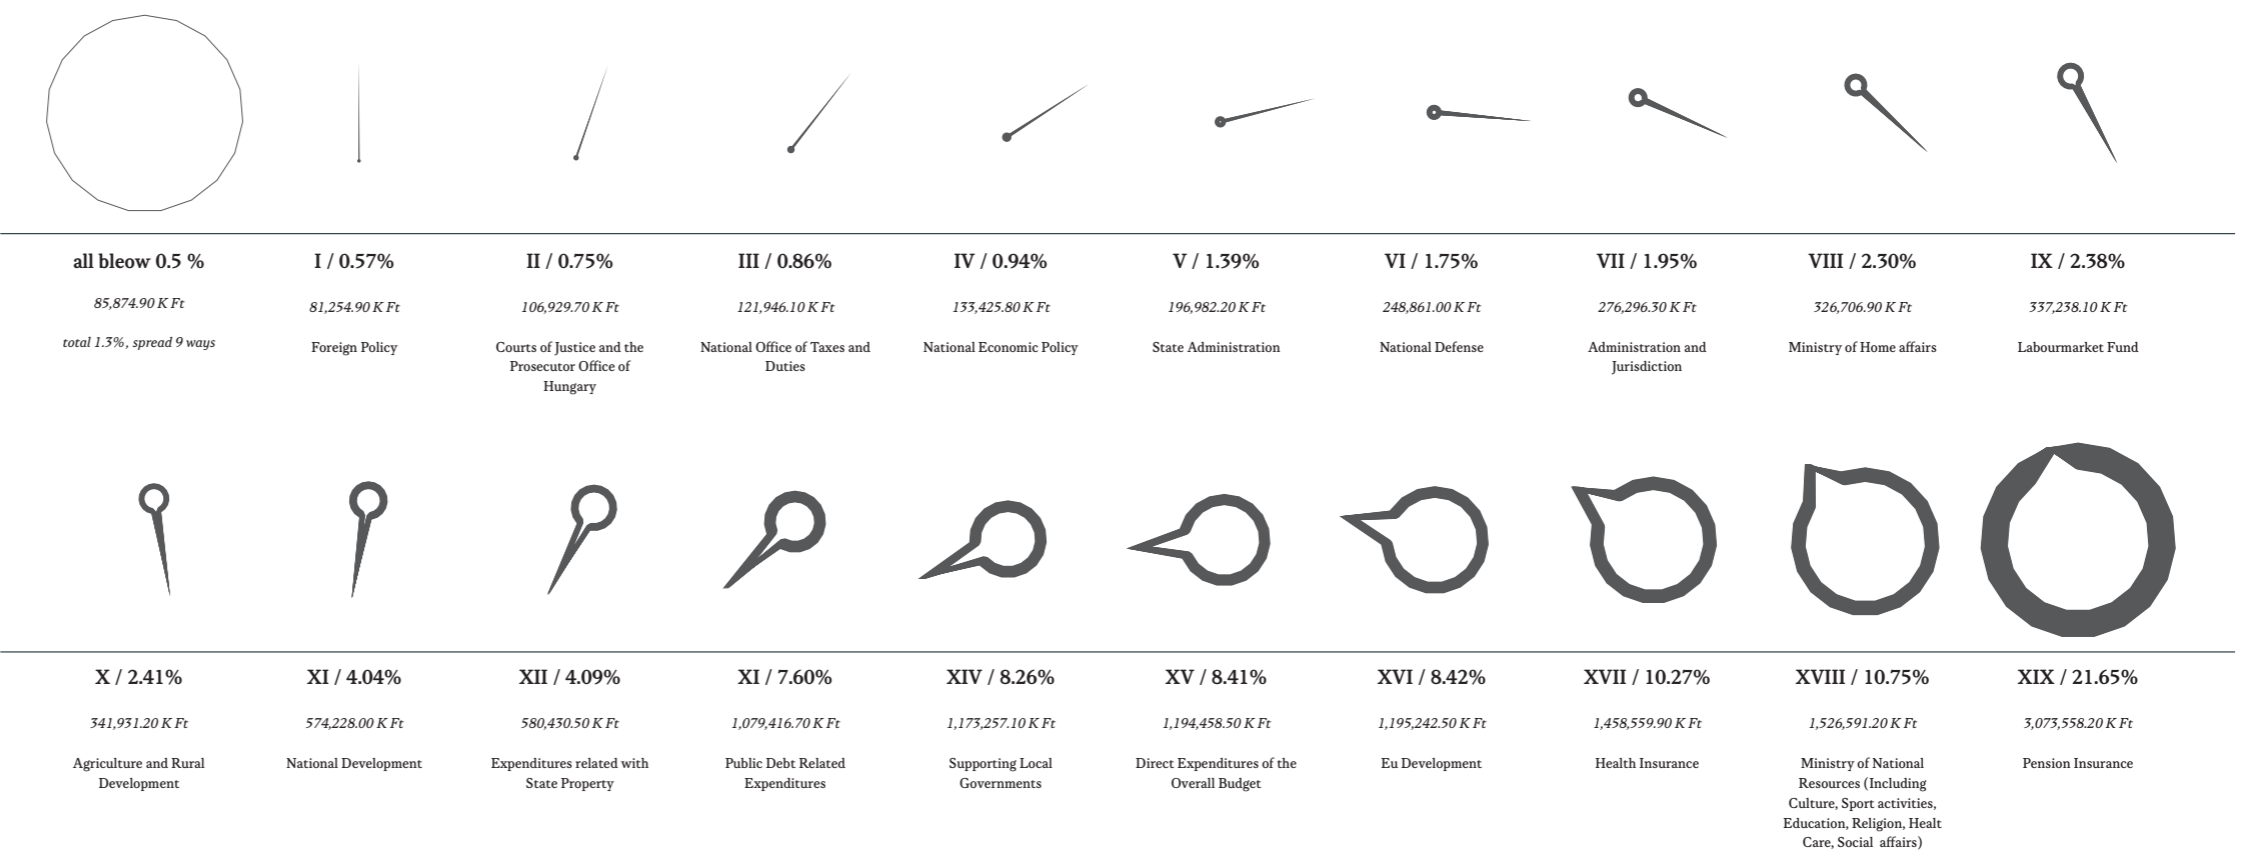 all bleow 0.5 %
85,874.90 K Ft
total 1.3%, spread 9 ways
I / 0.57%
81,254.90 K Ft
Foreign Policy
II / 0.75%
106,929.70 K Ft
Courts of Justice and the
Prosecutor Office of
Hungary
III / 0.86%
121,946.10 K Ft
National Office of Taxes and
Duties
IV / 0.94%
133,425.80 K Ft
National Economic Policy
V / 1.39%
196,982.20 K Ft
State Administration
VI / 1.75%
248,861.00 K Ft
National Defense
VII / 1.95%
276,296.30 K Ft
Administration and
Jurisdiction
VIII / 2.30%
326,706.90 K Ft
Ministry of Home affairs
IX / 2.38%
337,238.10 K Ft
Labourmarket Fund
X / 2.41%
341,931.20 K Ft
Agriculture and Rural
Development
XI / 4.04%
574,228.00 K Ft
National Development
XII / 4.09%
580,430.50 K Ft
Expenditures related with
State Property
XI / 7.60%
1,079,416.70 K Ft
Public Debt Related
Expenditures
XIV / 8.26%
1,173,257.10 K Ft
Supporting Local
Governments
XV / 8.41%
1,194,458.50 K Ft
Direct Expenditures of the
Overall Budget
XVI / 8.42%
1,195,242.50 K Ft
Eu Development
XVII / 10.27%
1,458,559.90 K Ft
Health Insurance
XVIII / 10.75%
1,526,591.20 K Ft
Ministry of National
Resources (Including
Culture, Sport activities,
Education, Religion, Healt
Care, Social affairs)
XIX / 21.65%
3,073,558.20 K Ft
Pension Insurance